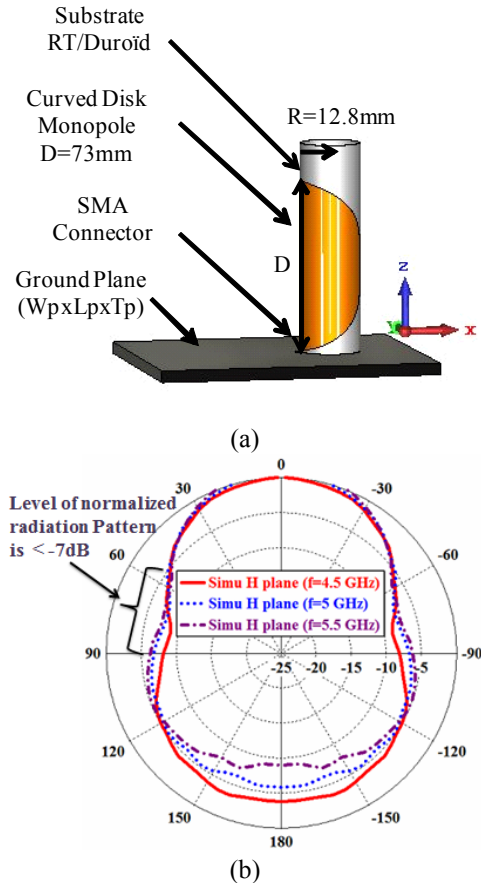 Substrate
RT/Duroïd
Curved Disk
Monopole
D=73mm
R=12.8mm
SMA
Connector
D
Ground Plane
(WpxLpxTp)
z
y
x
(a)
0
30
-30
Level of normalized
radiation Pattern
is <-7dB
60
-60
Simu H plane (f=4.5 GHz)
Simu H plane (f=5 GHz)
Simu H plane (f=5.5 GHz)
90
-90
-25 -20 -15 -10 -5
120
-120
150
-150
180
(b)